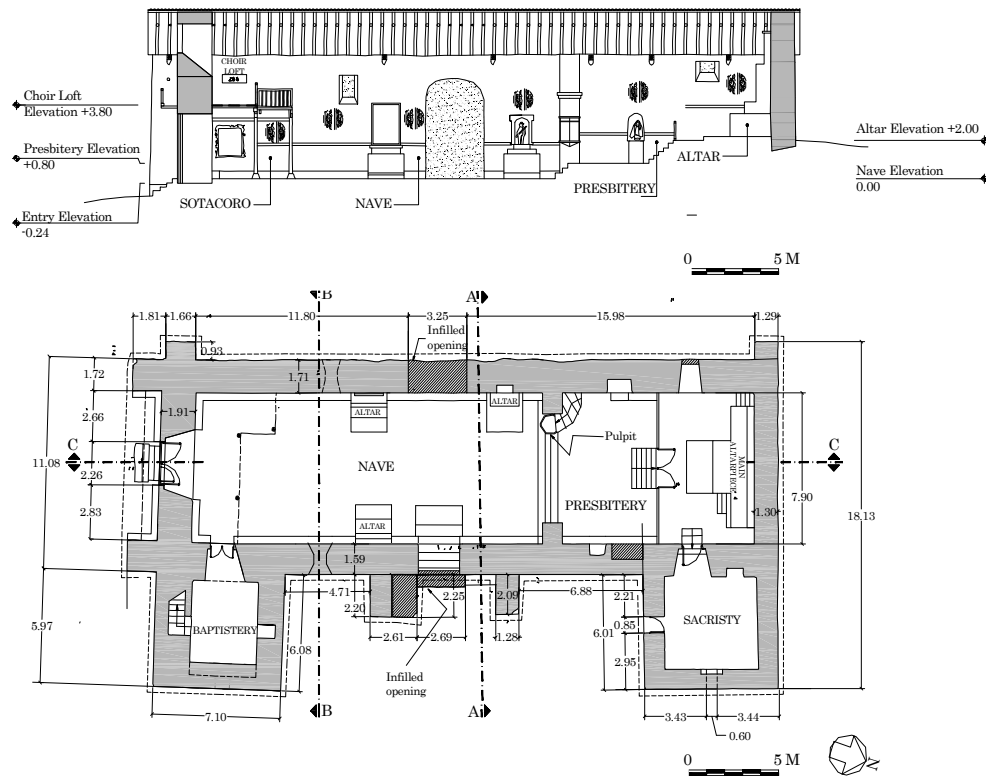 CHOIR
LOFT
Choir Loft
Elevation +3.80
Presbitery Elevation
+0.80
Entry Elevation
-0.24
Altar Elevation +2.00
Nave Elevation
0.00
SOTACORO
NAVE
PRESBITERY
ALTAR
0 5 M
B
A
1.81
1.66
11.80
3.25
15.98
1.29
Infilled
opening
0.93
1.72
1.71
2.66
1.91
ALTAR
ALTAR
Pulpit
C
C
11.08
2.26
NAVE
MAIN
ALTARPIECE
7.90
2.83
PRESBITERY
1.30
18.13
ALTAR
1.59
4.71
2.20
2.25
2.09
6.88
2.21
5.97
BAPTISTERY
2.61
2.69
1.28
0.85
SACRISTY
6.08
6.01
2.95
Infilled
opening
7.10
B
A
3.43
3.44
0.60
N
0 5 M